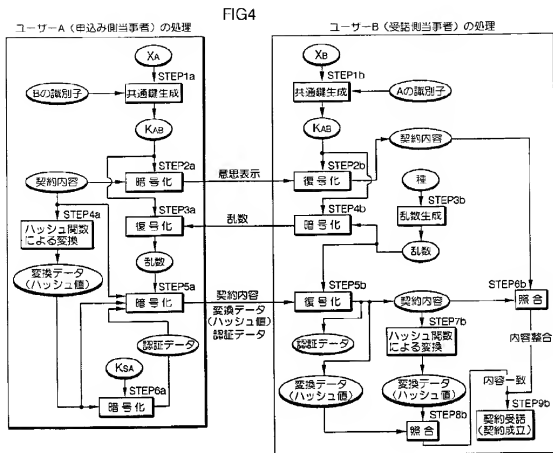 FIG4
ユーザーA（申込み側当事者）の処理
XA
STEP1a
Bの識別子
共通鍵生成
KAB
STEP2a
契約内容
暗号化
意思表示
STEP4a
ハッシュ関数
による変換
STEP3a
復号化
乱数
乱数
変換データ
（ハッシュ値）
STEP5a
暗号化
契約内容
変換データ
（ハッシュ値）
認証データ
認証データ
KSA
STEP6a
暗号化
ユーザーB（受諾側当事者）の処理
XB
STEP1b
共通鍵生成
Aの識別子
KAB
STEP2b
復号化
契約内容
種
STEP3b
乱数生成
STEP4b
暗号化
乱数
STEP5b
復号化
契約内容
STEP6b
照合
認証データ
STEP7b
ハッシュ関数
による変換
内容整合
変換データ
（ハッシュ値）
変換データ
（ハッシュ値）
内容一致
STEP8b
照合
STEP9b
契約受諾
（契約成立）